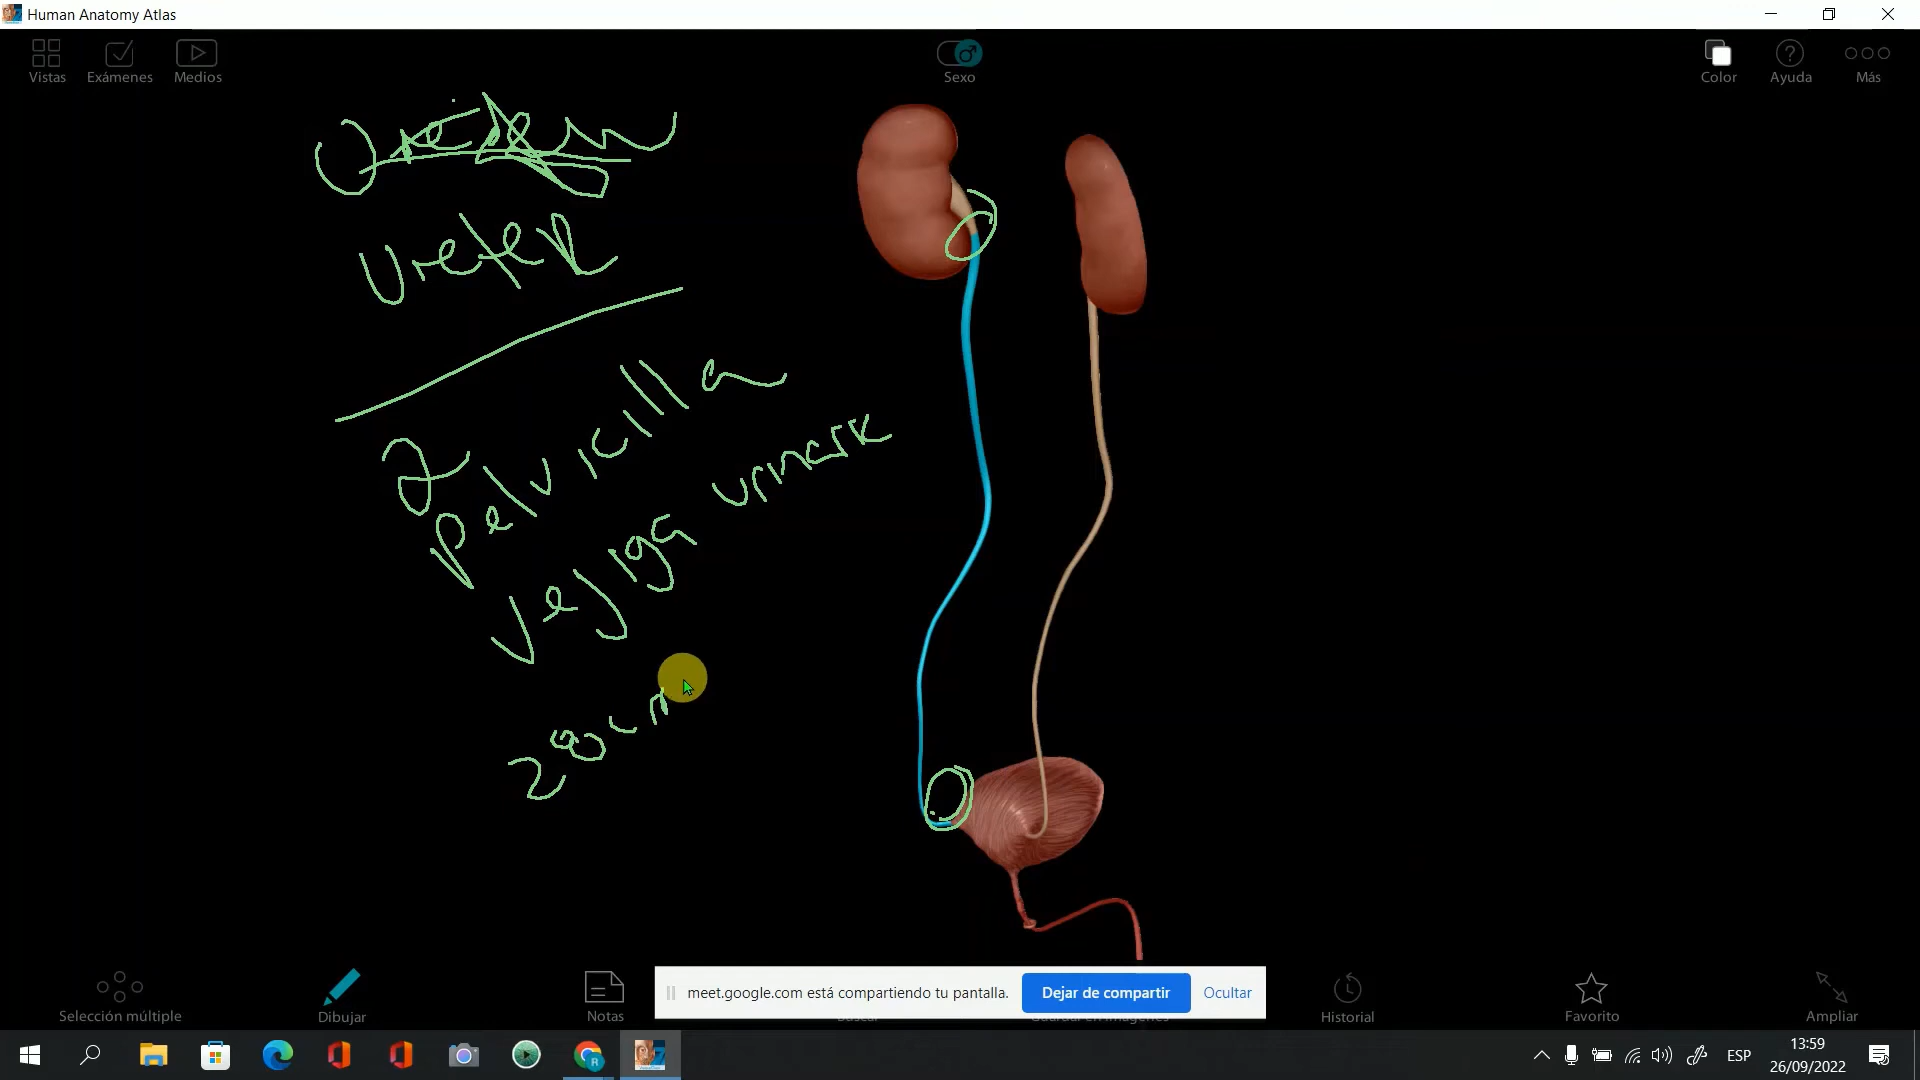 Human Anatomy Atlas
Vistas
Exámenes
Medios
Sexo
Color
Ayuda
Más
Ureter
2
pelvicilla
vejiga urinaria
28cm
Selección múltiple
Dibujar
Notas
meet.google.com está compartiendo tu pantalla.
Dejar de compartir
Ocultar
Historial
Favorito
Ampliar
ESP
13:59
26/09/2022